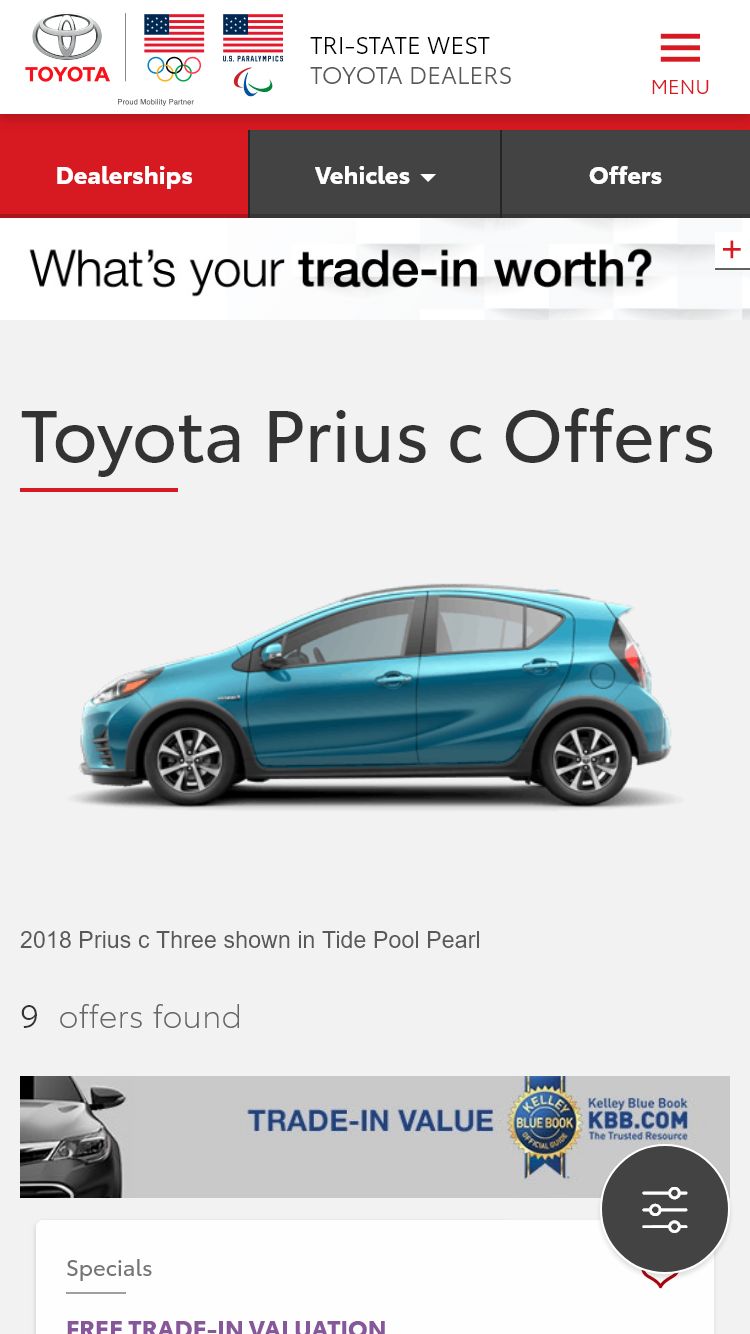 TOYOTA
U.S. PARALYMPICS
Proud Mobility Partner
TRI-STATE WEST
TOYOTA DEALERS
MENU
Dealerships
Vehicles
Offers
What's your trade-in worth?
+
Toyota Prius c Offers
2018 Prius c Three shown in Tide Pool Pearl
9 offers found
TRADE-IN VALUE
KELLEY
BLUE BOOK
OFFICIAL GUIDE
Kelley Blue Book
KBB.COM
The Trusted Resource
Specials
FREE TRADE-IN VALUATION